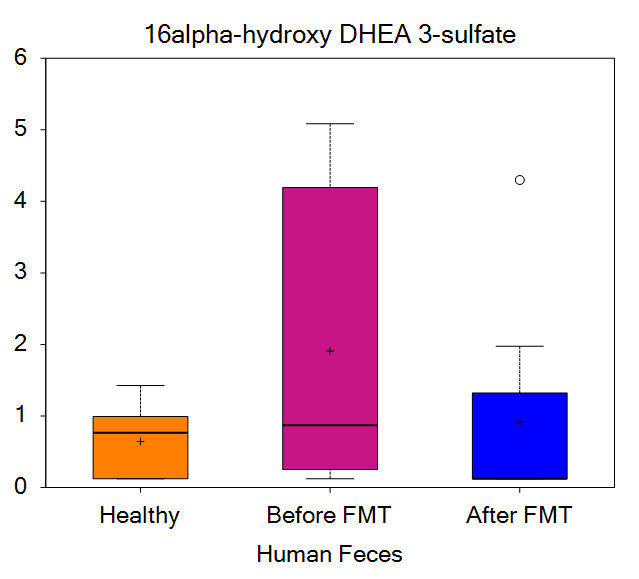 16alpha-hydroxy DHEA 3-sulfate
6
5
4
3
2
1
0
Healthy Before FMT After FMT
Human Feces